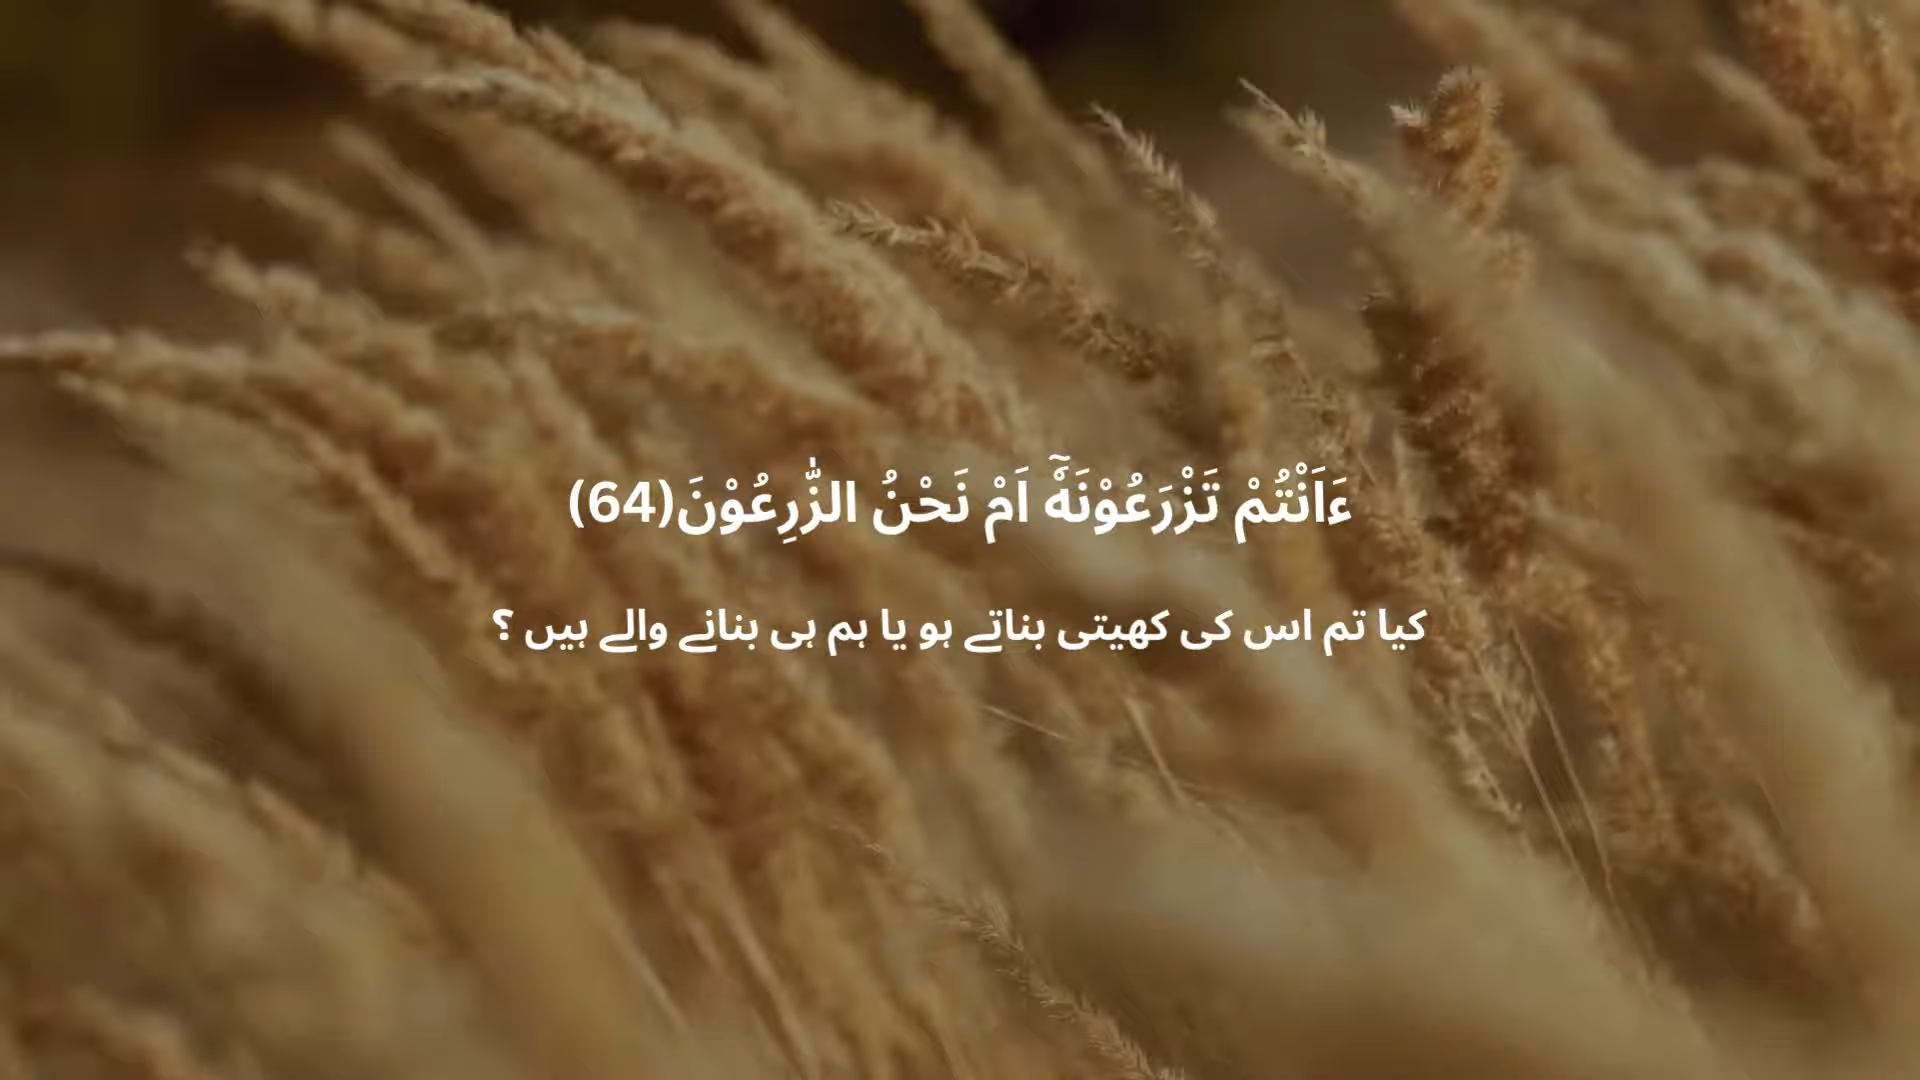 ءَاَنْتُمْ تَزْرَعُوْنَهٗۤ اَمْ نَحْنُ الزّٰرِعُوْنَ(64)
کیا تم اس کی کھیتی بناتے ہو یا ہم ہی بنانے والے ہیں ؟